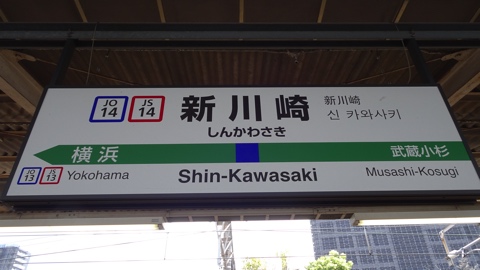 JO 14 JS 14 新川崎 新川崎
신카와사키
しんかわさき
横浜 武蔵小杉
JO 13 JS 13 Yokohama Shin-Kawasaki Musashi-Kosugi